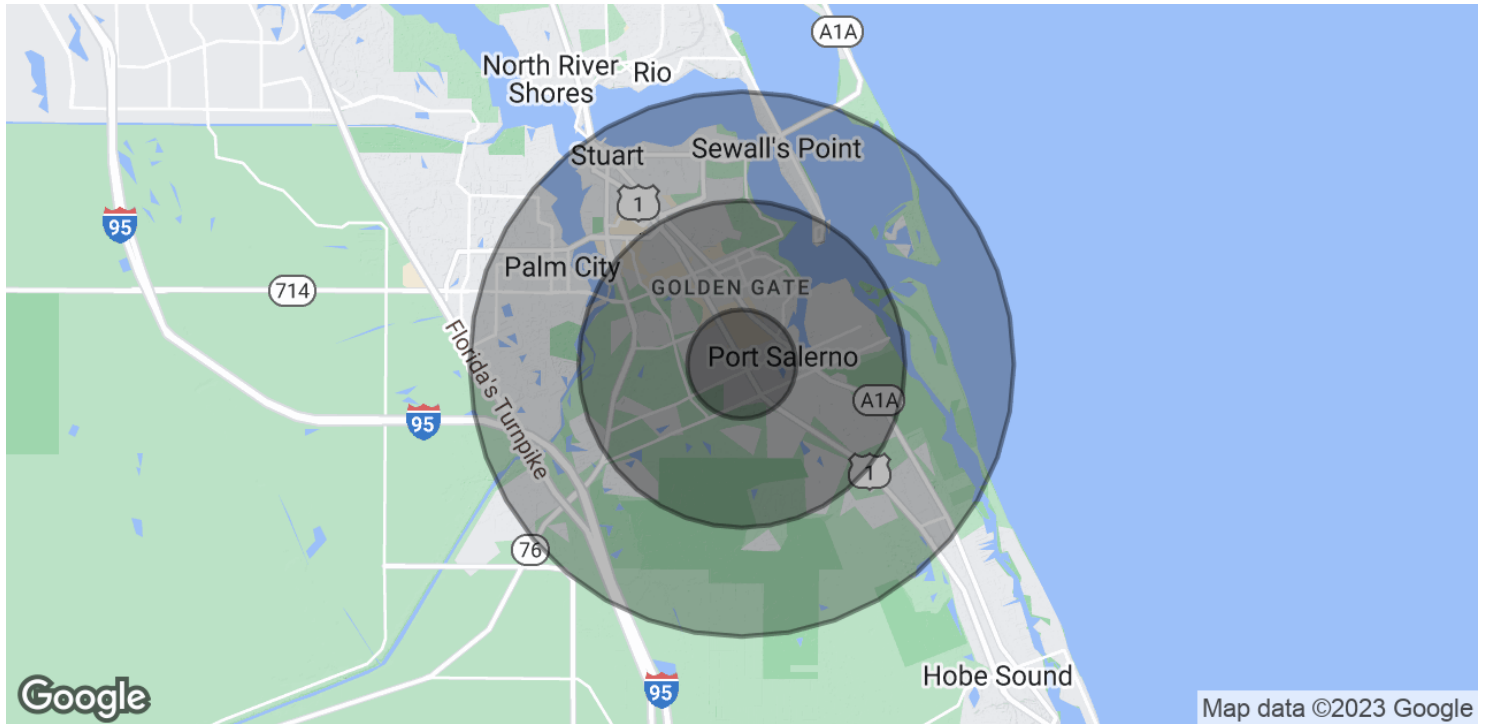 A1A
North River
Shores
Rio
Stuart
Sewall's Point
1
95
Palm City
714
GOLDEN GATE
Florida's Turnpike
Port Salerno
A1A
95
1
76
Hobe Sound
95
Google
Map data ©2023 Google